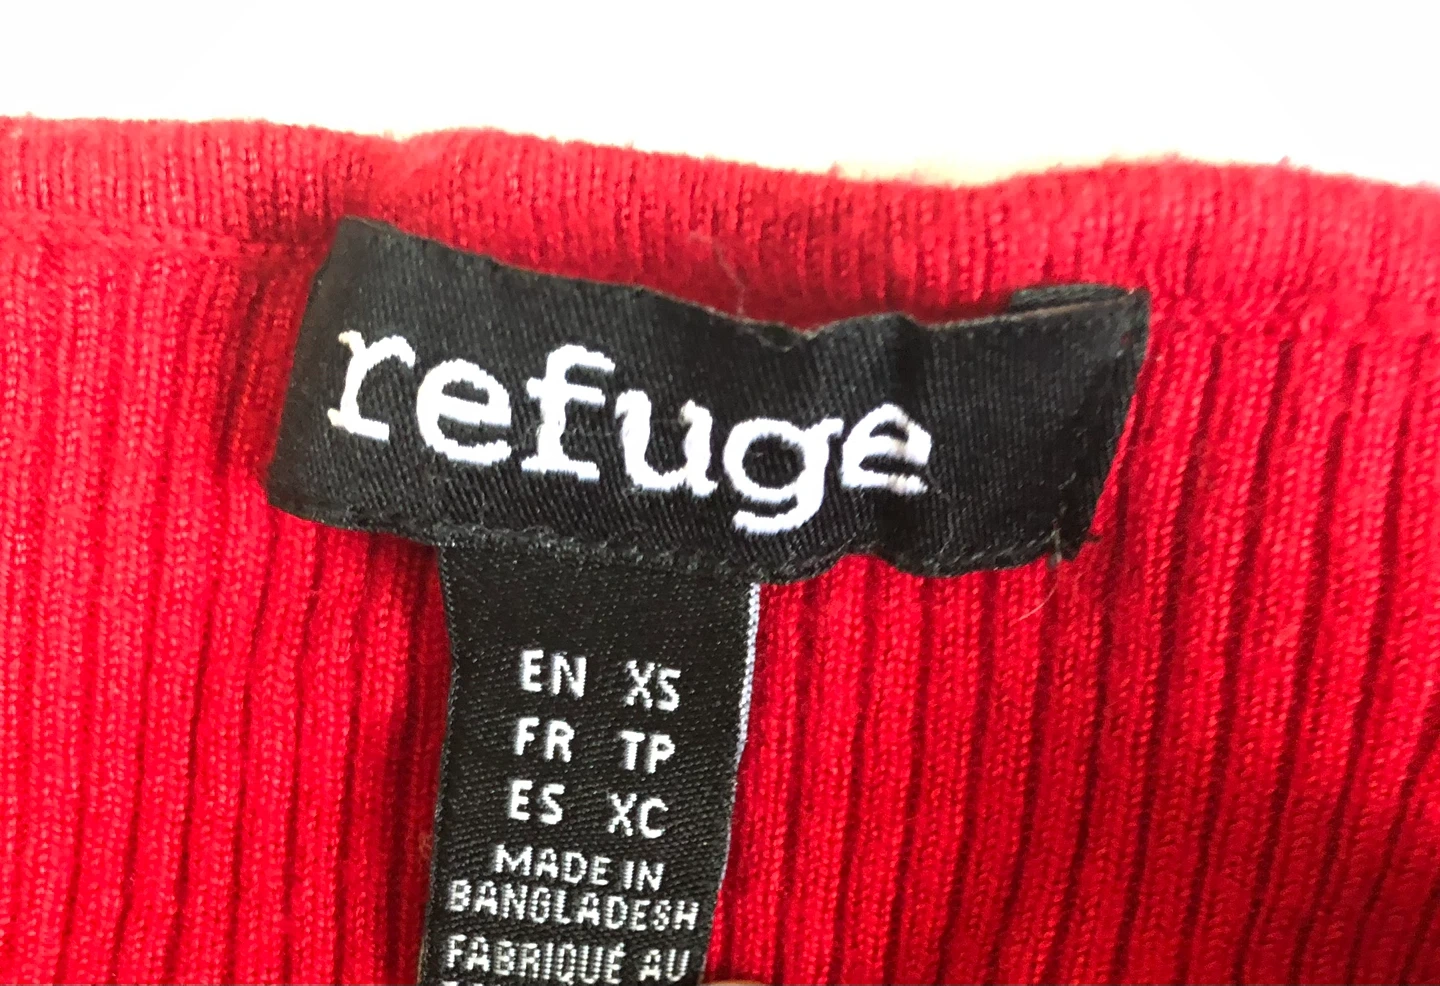 refuge
EN XS
FR TP
ES XC
MADE IN
BANGLADESH
FABRIQUÉ AU